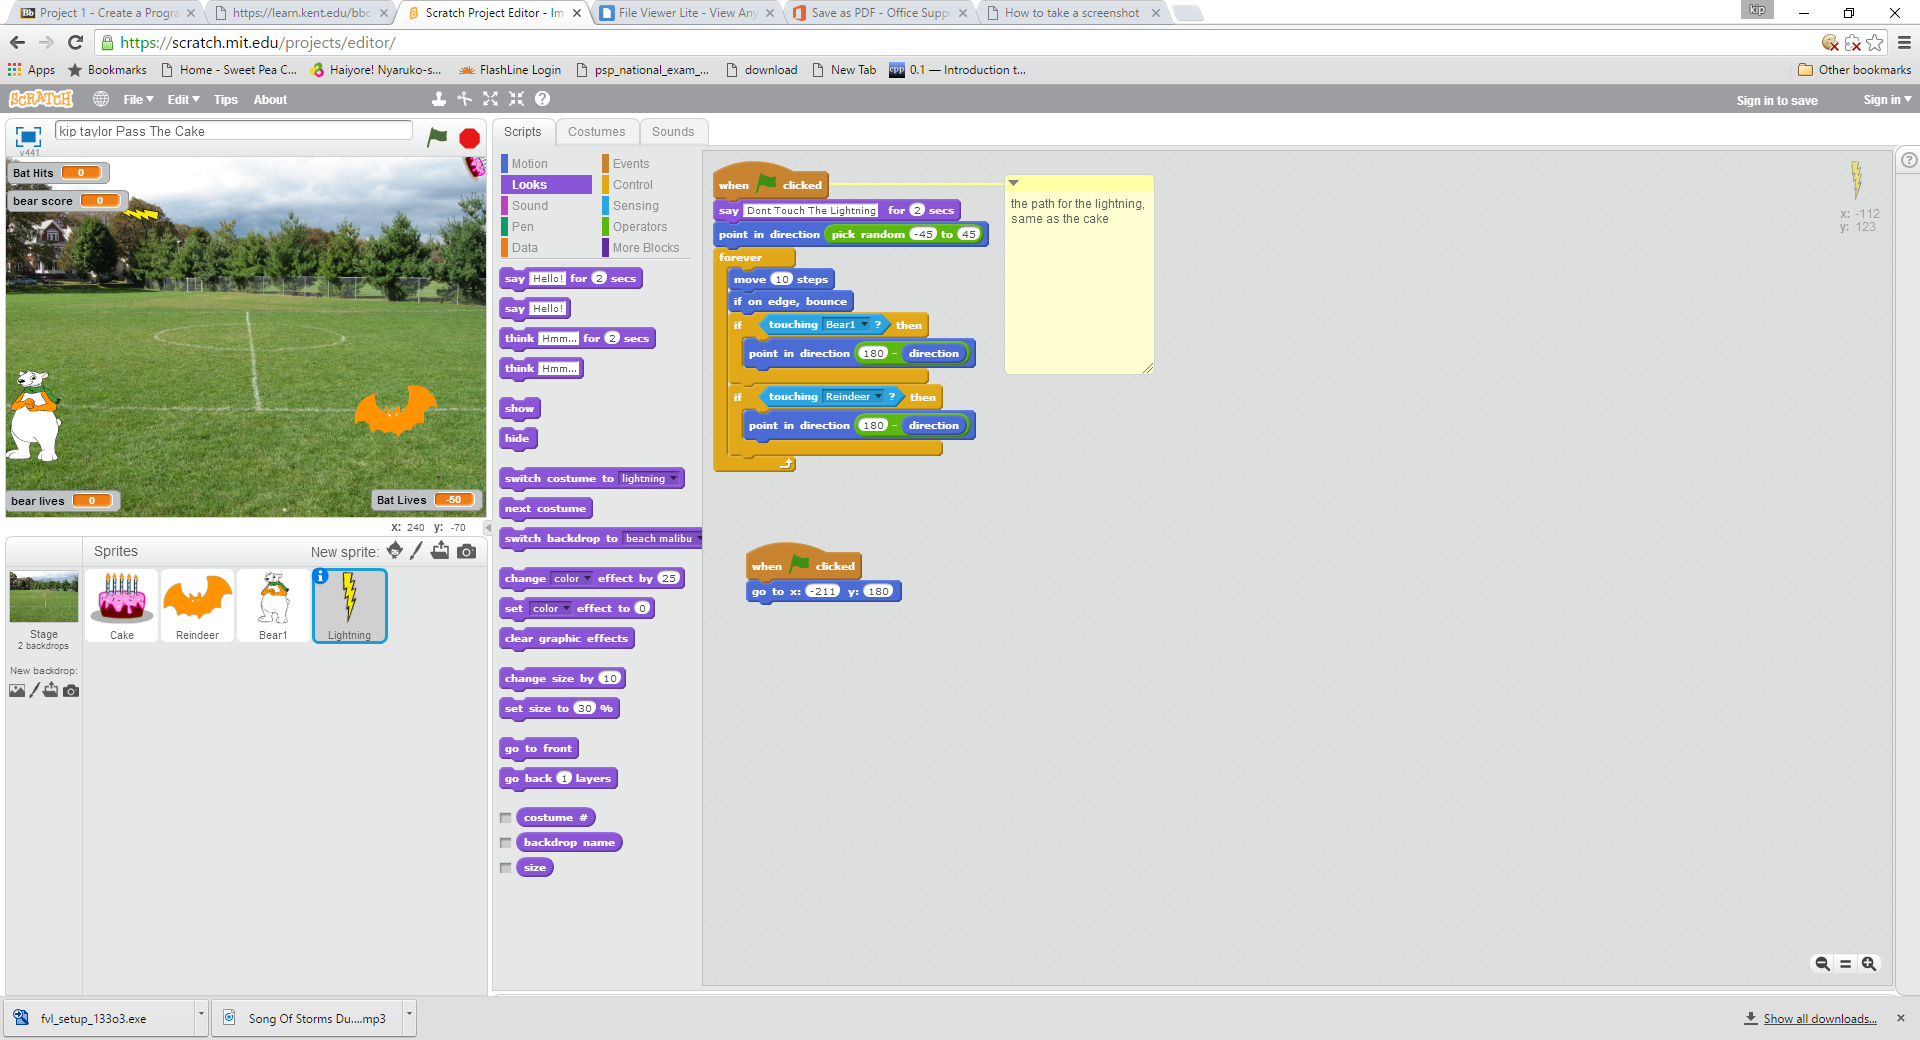 kip
Project 1 - Create a Progra
https://learn.kent.edu/bbc
Scratch Project Editor - Im
File Viewer Lite - View Any
Save as PDF - Office Supp
How to take a screenshot
https://scratch.mit.edu/projects/editor/
Apps Bookmarks Home - Sweet Pea C... Haiyore! Nyaruko-s... FlashLine Login psp_national_exam_... download New Tab 0.1 — Introduction t... Other bookmarks
SCRATCH File Edit Tips About Sign in to save Sign in
kip taylor Pass The Cake
v441
Bat Hits 0
bear score 0
bear lives 0
Bat Lives -50
x: 240 y: -70
Sprites New sprite:
Stage
2 backdrops
New backdrop:
Cake
Reindeer
Bear1
Lightning
Scripts Costumes Sounds
Motion Events
Looks Control
Sound Sensing
Pen Operators
Data More Blocks
say Hello! for 2 secs
say Hello!
think Hmm... for 2 secs
think Hmm...
show
hide
switch costume to lightning
next costume
switch backdrop to beach malibu
change color effect by 25
set color effect to 0
clear graphic effects
change size by 10
set size to 30 %
go to front
go back 1 layers
costume #
backdrop name
size
when clicked
say Dont Touch The Lightning for 2 secs
point in direction pick random -45 to 45
forever
move 10 steps
if on edge, bounce
if touching Bear1 ? then
point in direction 180 - direction
if touching Reindeer ? then
point in direction 180 - direction
the path for the lightning,
same as the cake
when clicked
go to x: -211 y: 180
x: -112
y: 123
fvl_setup_133o3.exe
Song Of Storms Du....mp3
Show all downloads...